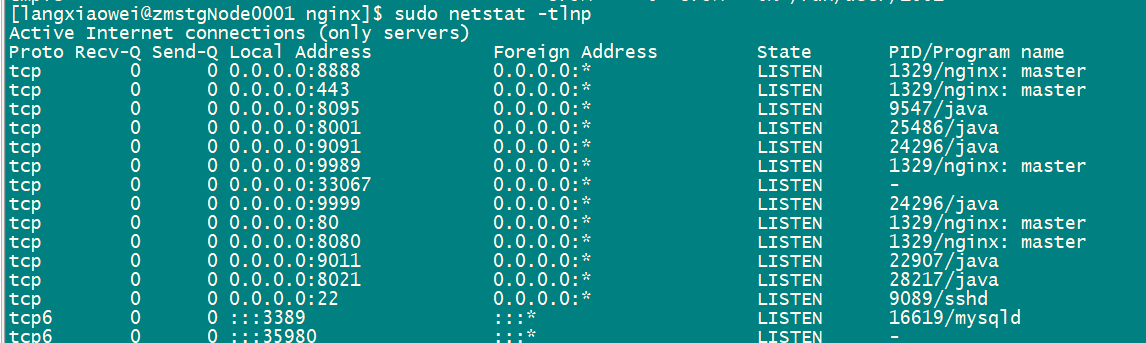 [langxiaowei@zmstgNode0001 nginx]$ sudo netstat -tlnp
Active Internet connections (only servers)
Proto Recv-Q Send-Q Local Address Foreign Address State PID/Program name
tcp 0 0 0.0.0.0:8888 0.0.0.0:* LISTEN 1329/nginx: master
tcp 0 0 0.0.0.0:443 0.0.0.0:* LISTEN 1329/nginx: master
tcp 0 0 0.0.0.0:8095 0.0.0.0:* LISTEN 9547/java
tcp 0 0 0.0.0.0:8001 0.0.0.0:* LISTEN 25486/java
tcp 0 0 0.0.0.0:9091 0.0.0.0:* LISTEN 24296/java
tcp 0 0 0.0.0.0:9989 0.0.0.0:* LISTEN 1329/nginx: master
tcp 0 0 0.0.0.0:33067 0.0.0.0:* LISTEN -
tcp 0 0 0.0.0.0:9999 0.0.0.0:* LISTEN 24296/java
tcp 0 0 0.0.0.0:80 0.0.0.0:* LISTEN 1329/nginx: master
tcp 0 0 0.0.0.0:8080 0.0.0.0:* LISTEN 1329/nginx: master
tcp 0 0 0.0.0.0:9011 0.0.0.0:* LISTEN 22907/java
tcp 0 0 0.0.0.0:8021 0.0.0.0:* LISTEN 28217/java
tcp 0 0 0.0.0.0:22 0.0.0.0:* LISTEN 9089/sshd
tcp6 0 0 :::3389 :::* LISTEN 16619/mysqld
tcp6 0 0 :::35980 :::* LISTEN -